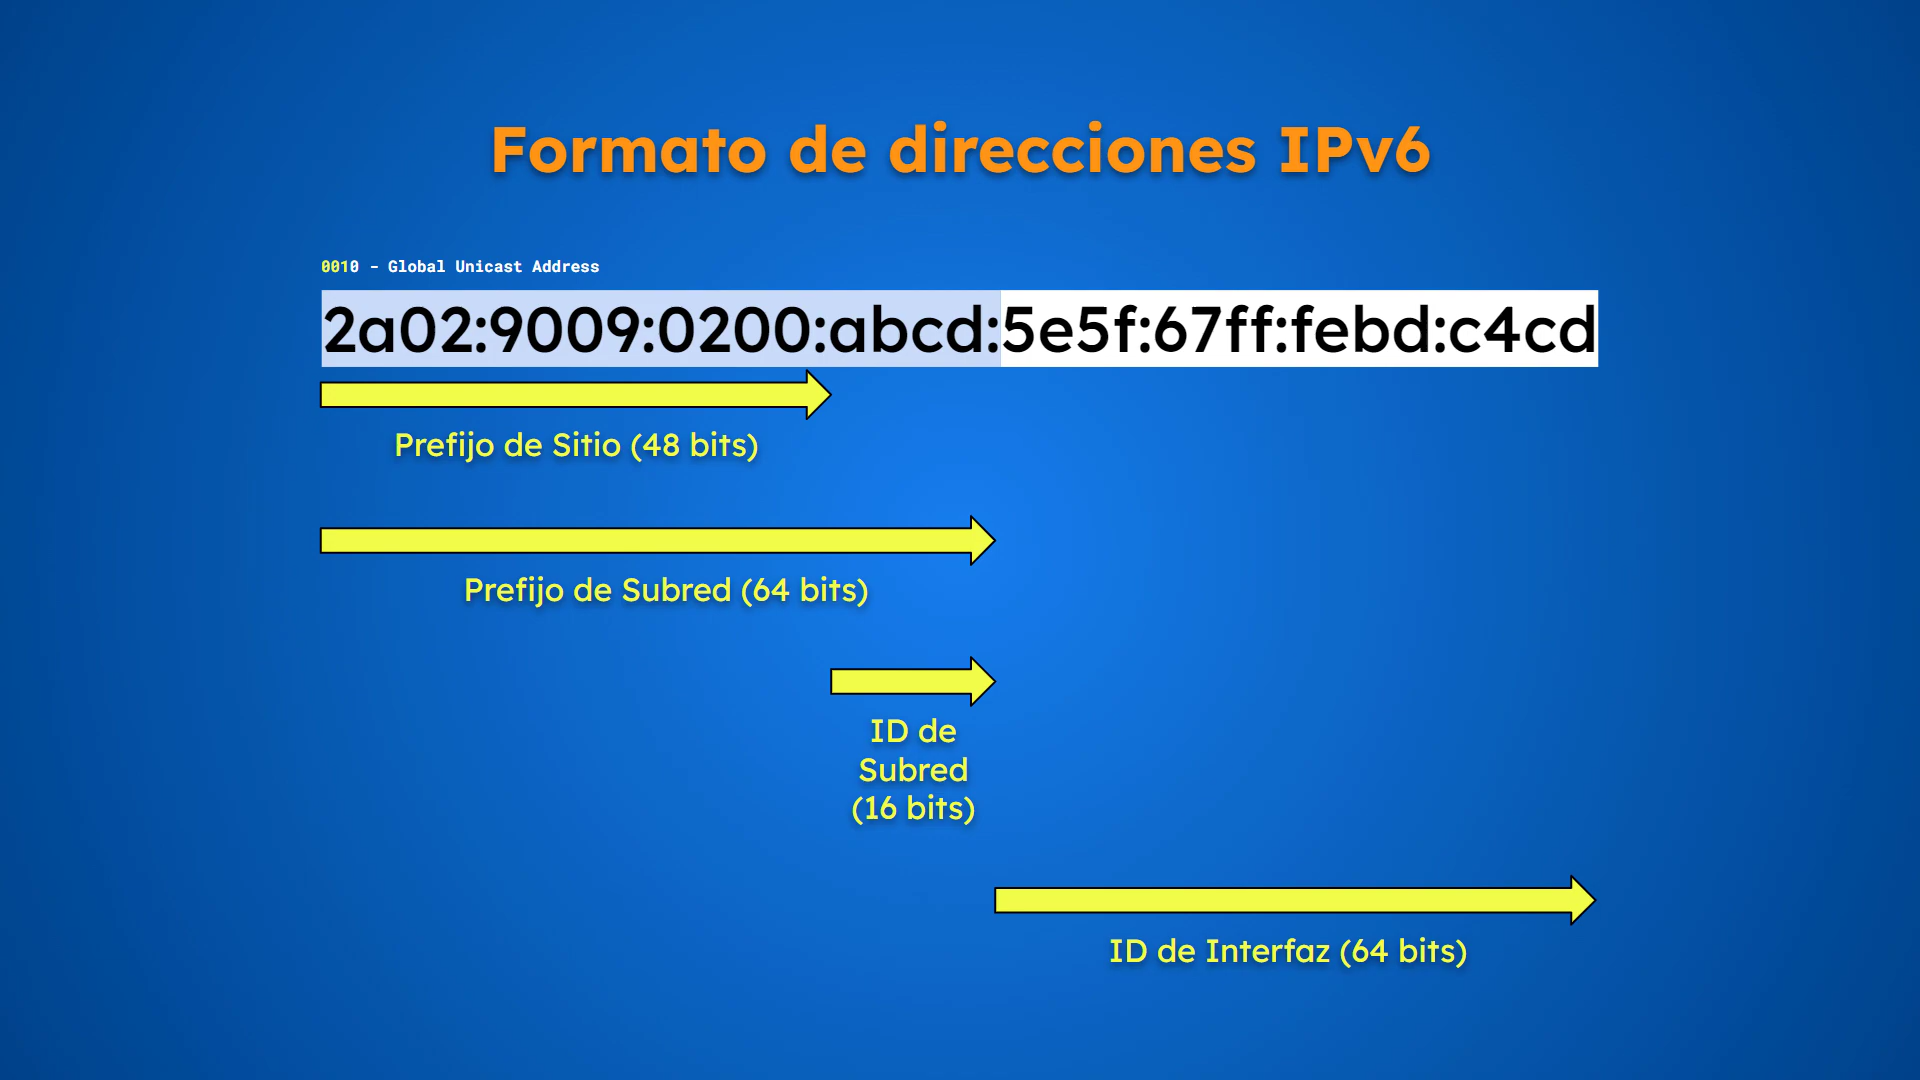 Formato de direcciones IPv6
0010 - Global Unicast Address
2a02:9009:0200:abcd:5e5f:67ff:febd:c4cd
Prefijo de Sitio (48 bits)
Prefijo de Subred (64 bits)
ID de
Subred
(16 bits)
ID de Interfaz (64 bits)